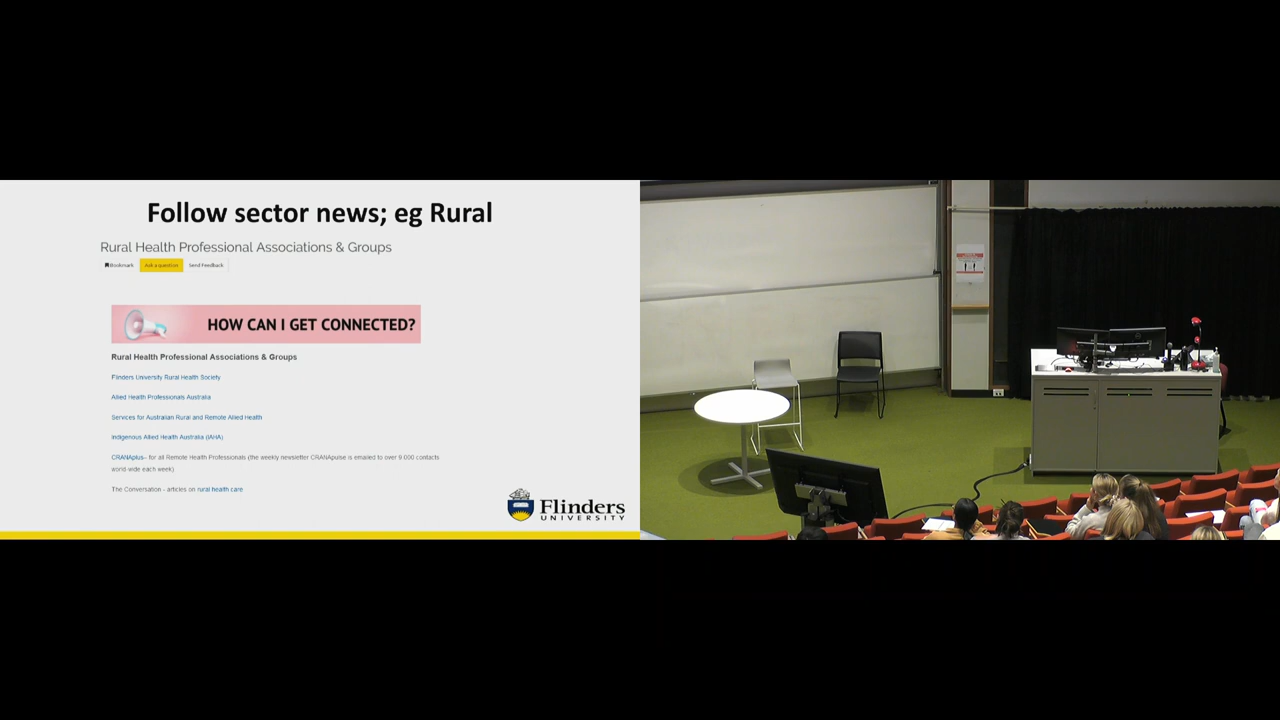 Follow sector news; eg Rural
Rural Health Professional Associations & Groups
Bookmark
Ask a question
Send Feedback
HOW CAN I GET CONNECTED?
Rural Health Professional Associations & Groups
Flinders University Rural Health Society
Allied Health Professionals Australia
Services for Australian Rural and Remote Allied Health
Indigenous Allied Health Australia (IAHA)
CRANAplus– for all Remote Health Professionals (the weekly newsletter CRANApulse is emailed to over 9 000 contacts
world-wide each week)
The Conversation - articles on rural health care
Flinders
UNIVERSITY